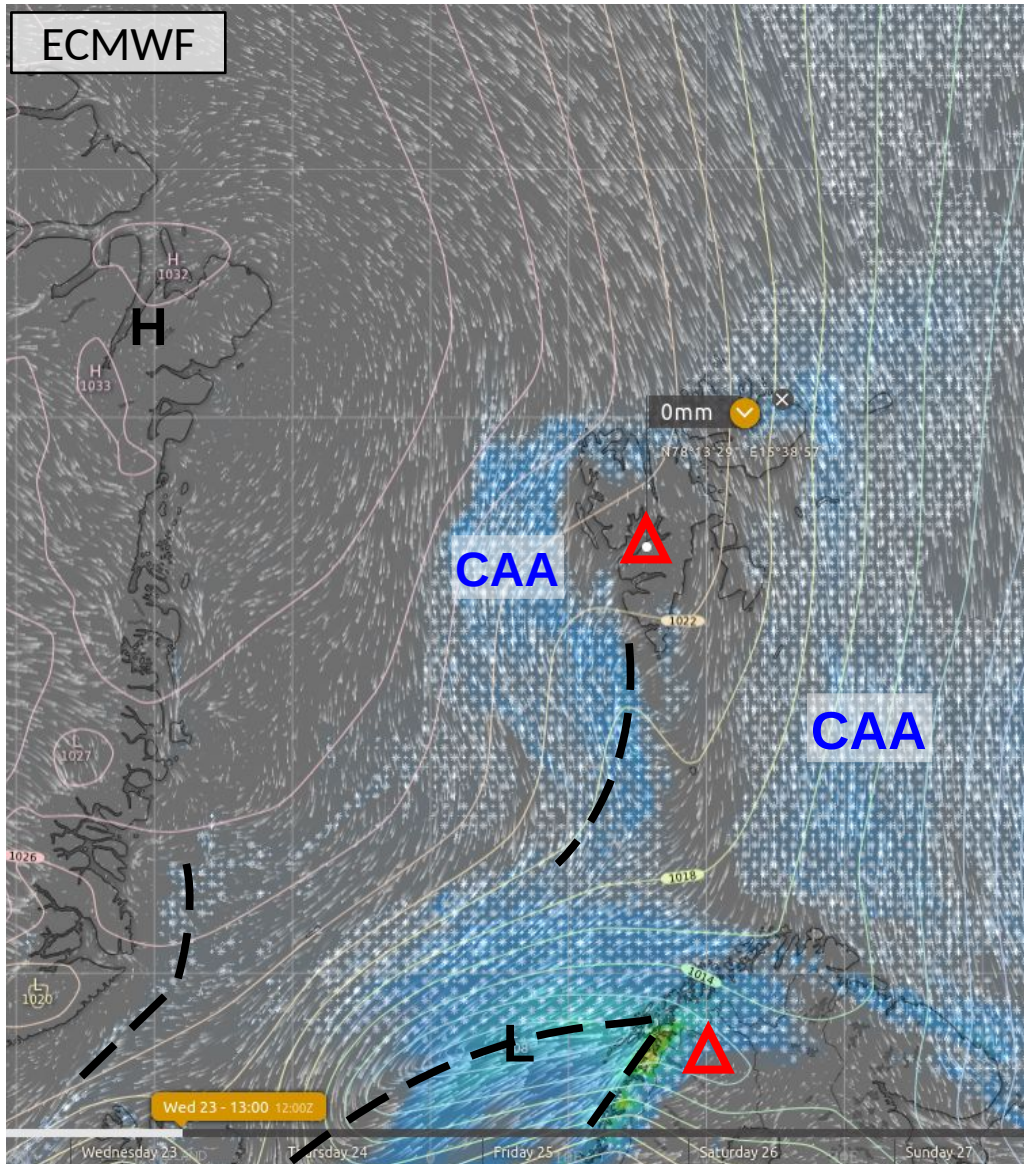 ECMWF
H
1032
H
H
1033
0mm
N78°13'29", E15°38'57"
CAA
1022
CAA
L
1027
1026
1018
1014
L
1020
L
Wed 23 - 13:00 12:00Z
Wednesday 23
Thursday 24
Friday 25
Saturday 26
Sunday 27